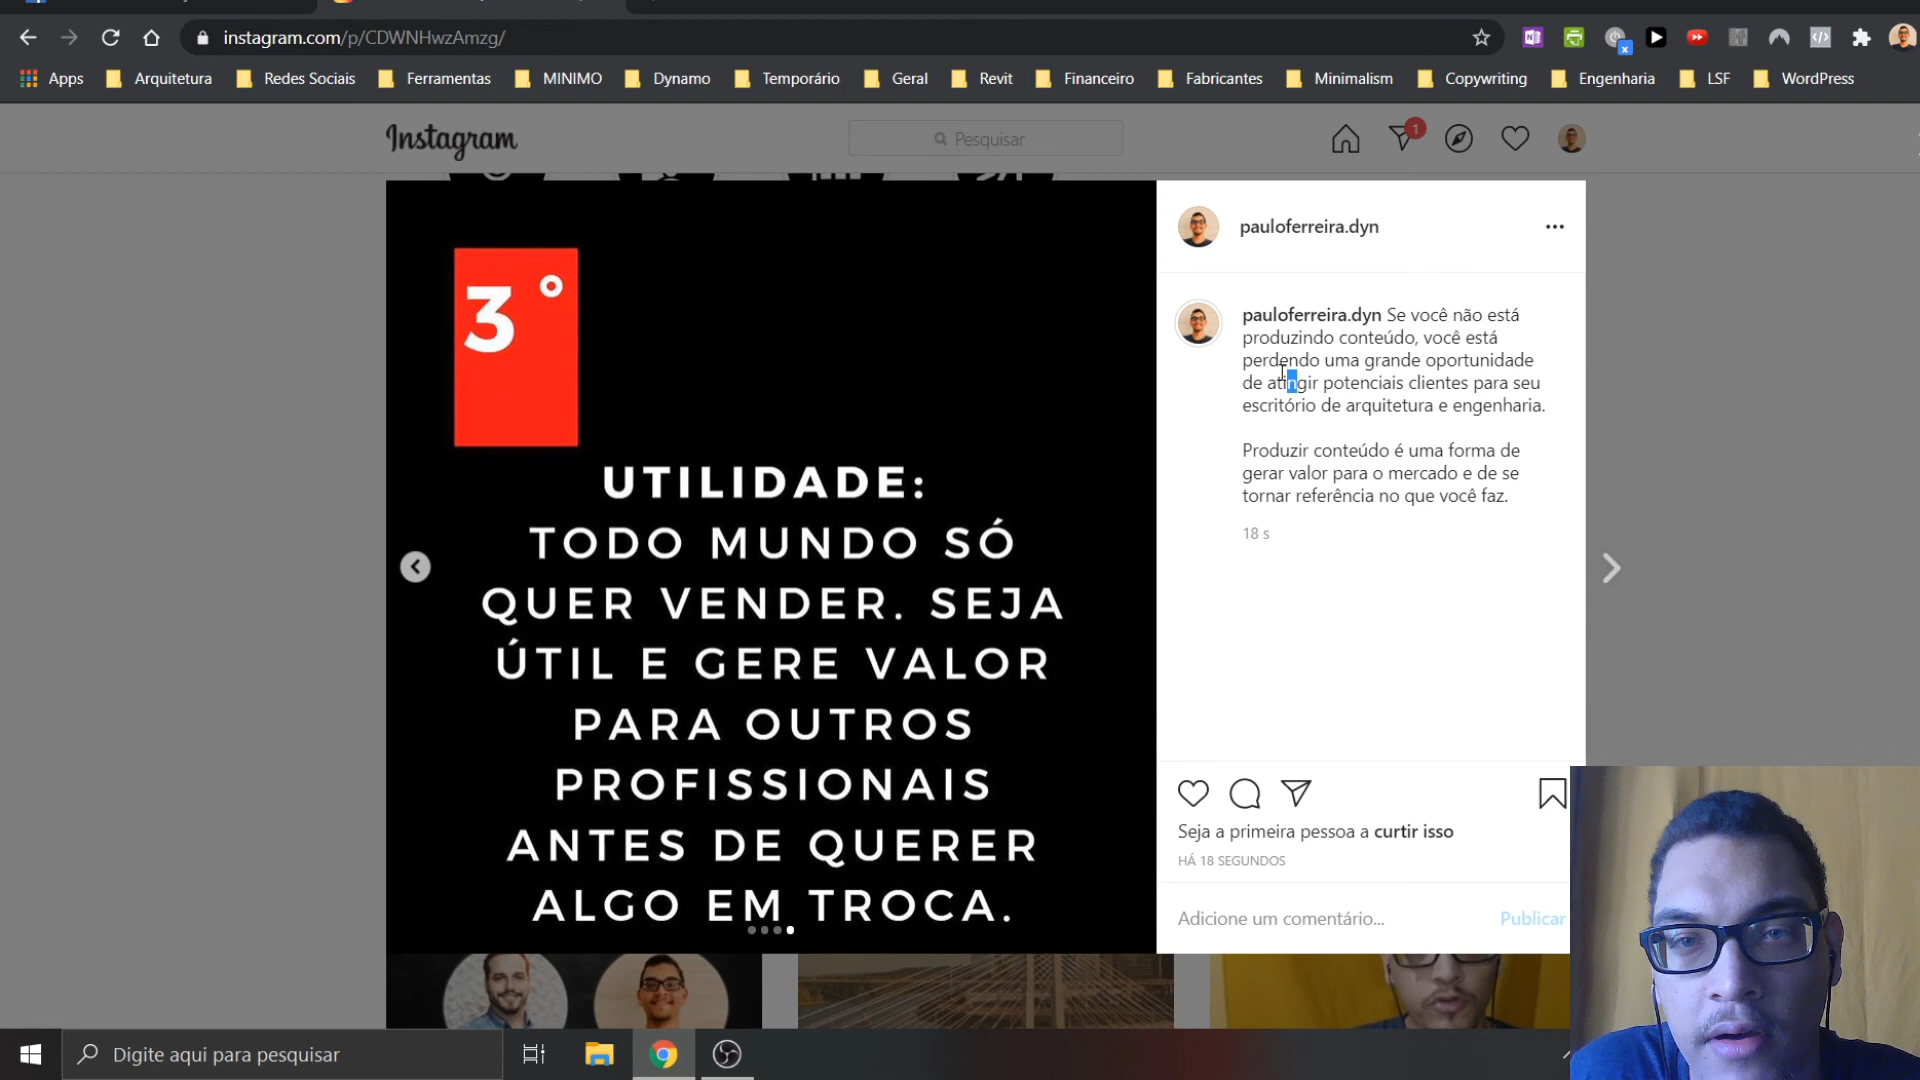 instagram.com/p/CDWNHwzAmzg/
Apps
Arquitetura
Redes Sociais
Ferramentas
MINIMO
Dynamo
Temporário
Geral
Revit
Financeiro
Fabricantes
Minimalism
Copywriting
Engenharia
LSF
WordPress
Instagram
Pesquisar
1
3°
UTILIDADE:
TODO MUNDO SÓ
QUER VENDER. SEJA
ÚTIL E GERE VALOR
PARA OUTROS
PROFISSIONAIS
ANTES DE QUERER
ALGO EM TROCA.
pauloferreira.dyn
pauloferreira.dyn Se você não está
produzindo conteúdo, você está
perdendo uma grande oportunidade
de atingir potenciais clientes para seu
escritório de arquitetura e engenharia.
Produzir conteúdo é uma forma de
gerar valor para o mercado e de se
tornar referência no que você faz.
18 s
Seja a primeira pessoa a curtir isso
HÁ 18 SEGUNDOS
Adicione um comentário...
Publicar
Digite aqui para pesquisar